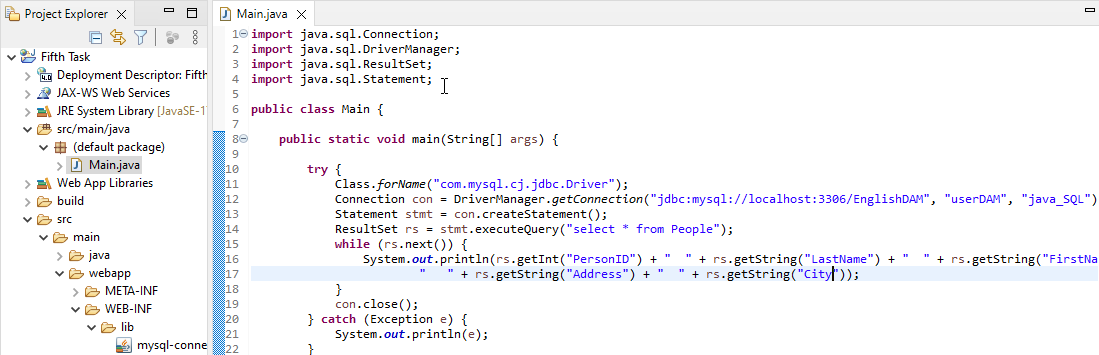 Project Explorer
Fifth Task
Deployment Descriptor: Fifth
JAX-WS Web Services
JRE System Library [JavaSE-1
src/main/java
(default package)
Main.java
Web App Libraries
build
src
main
java
webapp
META-INF
WEB-INF
lib
mysql-conne
Main.java
1 import java.sql.Connection;
2 import java.sql.DriverManager;
3 import java.sql.ResultSet;
4 import java.sql.Statement;
5
6 public class Main {
7
8     public static void main(String[] args) {
9
10         try {
11             Class.forName("com.mysql.cj.jdbc.Driver");
12             Connection con = DriverManager.getConnection("jdbc:mysql://localhost:3306/EnglishDAM", "userDAM", "java_SQL")
13             Statement stmt = con.createStatement();
14             ResultSet rs = stmt.executeQuery("select * from People");
15             while (rs.next()) {
16                 System.out.println(rs.getInt("PersonID") + "  " + rs.getString("LastName") + "  " + rs.getString("FirstNa
17                         "   " + rs.getString("Address") + "  " + rs.getString("City"));
18             }
19             con.close();
20         } catch (Exception e) {
21             System.out.println(e);
22         }